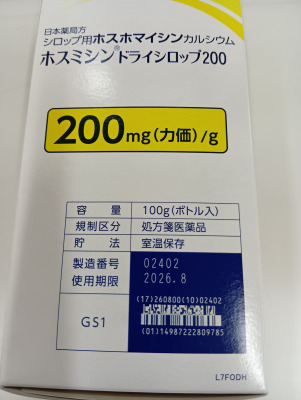 日本薬局方
シロップ用ホスホマイシンカルシウム
ホスミシン®ドライシロップ200
200mg(力価)/g
容量 100g(ボトル入)
規制区分 処方箋医薬品
貯法 室温保存
製造番号 02402
使用期限 2026.8
(17)260800(10)02402
GS1
(01)14987222809785
L7FODH